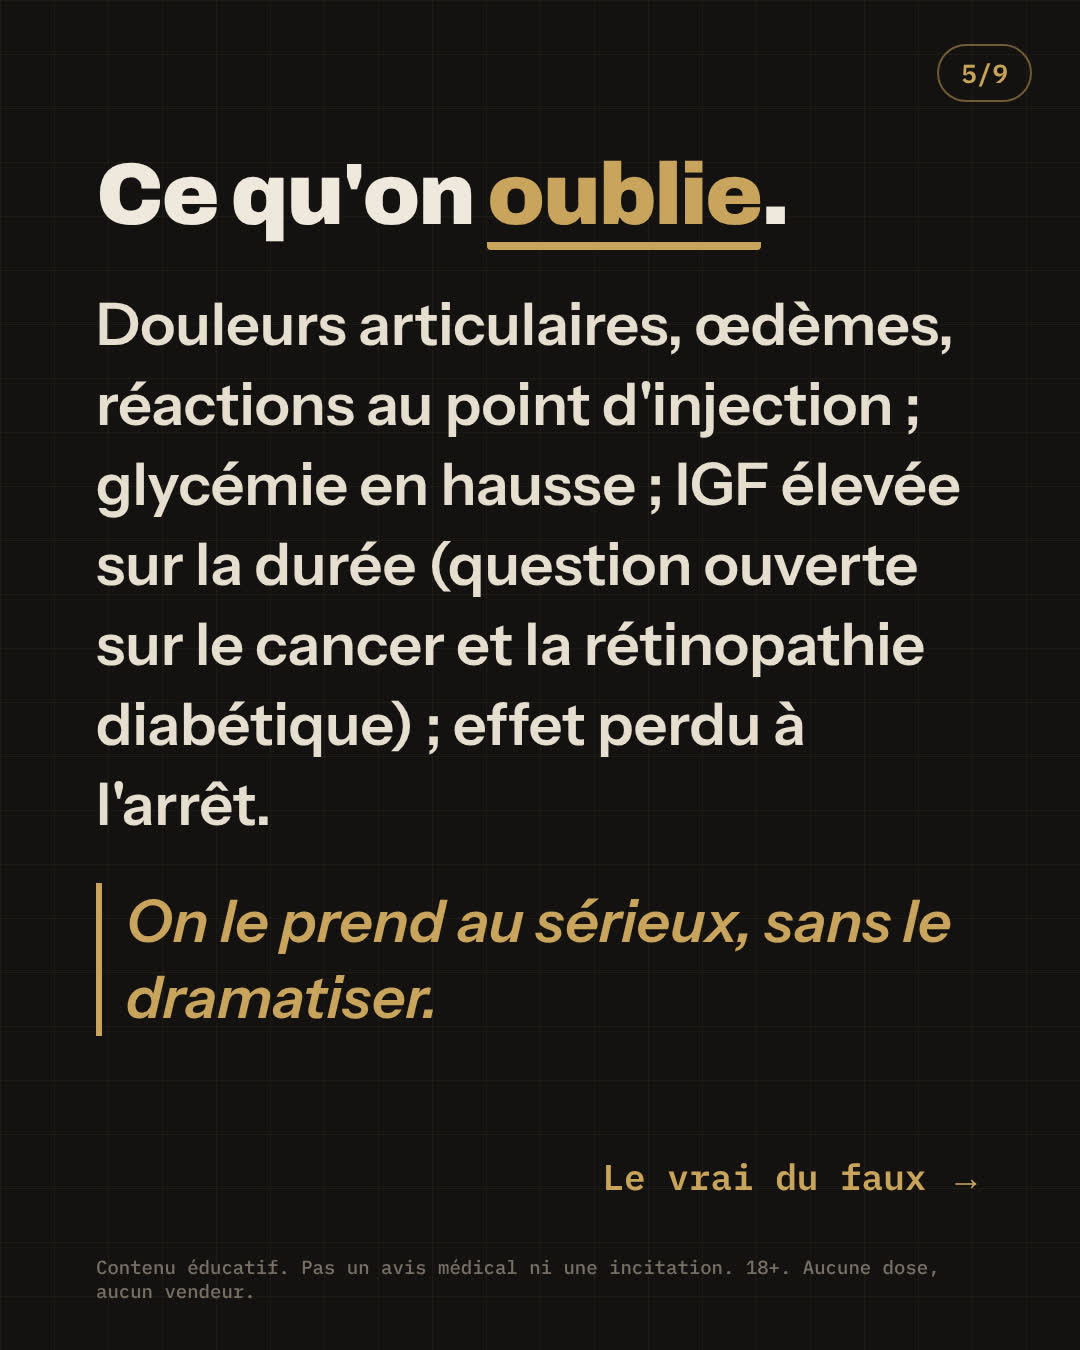 5/9
Ce qu'on oublie.
Douleurs articulaires, œdèmes,
réactions au point d'injection ;
glycémie en hausse ; IGF élevée
sur la durée (question ouverte
sur le cancer et la rétinopathie
diabétique) ; effet perdu à
l'arrêt.
On le prend au sérieux, sans le
dramatiser.
Le vrai du faux →
Contenu éducatif. Pas un avis médical ni une incitation. 18+. Aucune dose,
aucun vendeur.